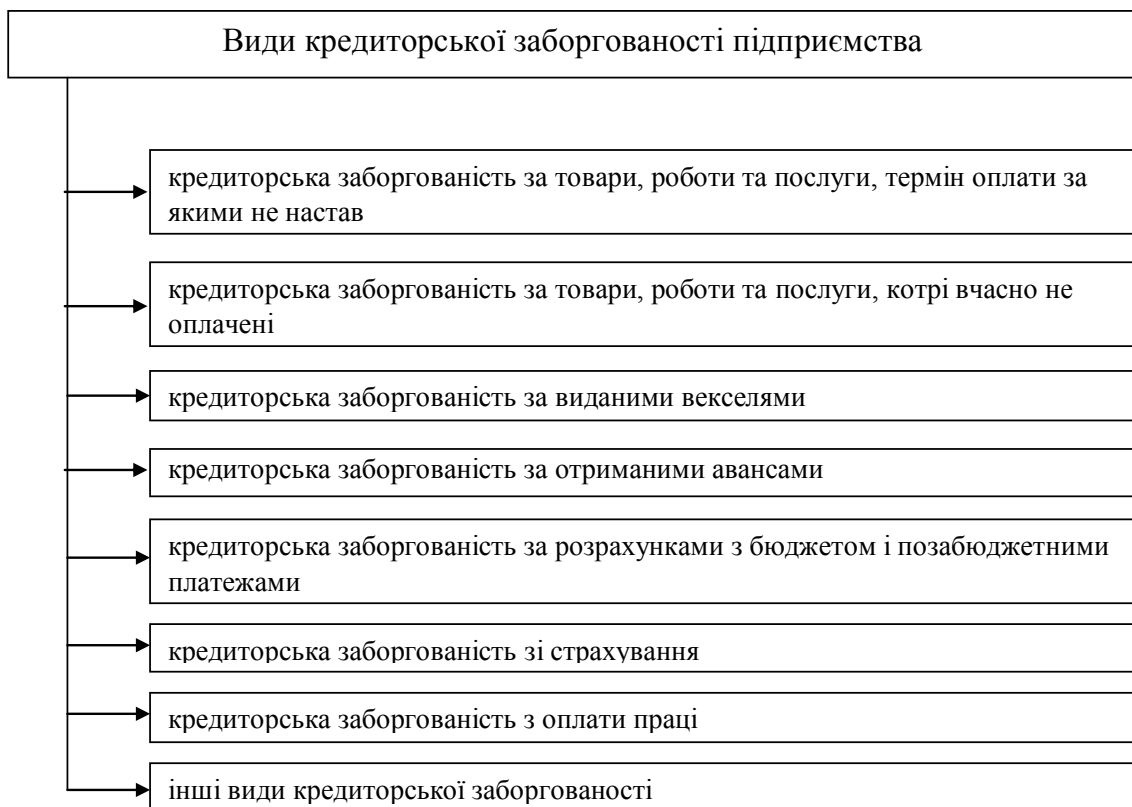 Види кредиторської заборгованості підприємства
кредиторська заборгованість за товари, роботи та послуги, термін оплати за
якими не настав
кредиторська заборгованість за товари, роботи та послуги, котрі вчасно не
оплачені
кредиторська заборгованість за виданими векселями
кредиторська заборгованість за отриманими авансами
кредиторська заборгованість за розрахунками з бюджетом і позабюджетними
платежами
кредиторська заборгованість зі страхування
кредиторська заборгованість з оплати праці
інші види кредиторської заборгованості